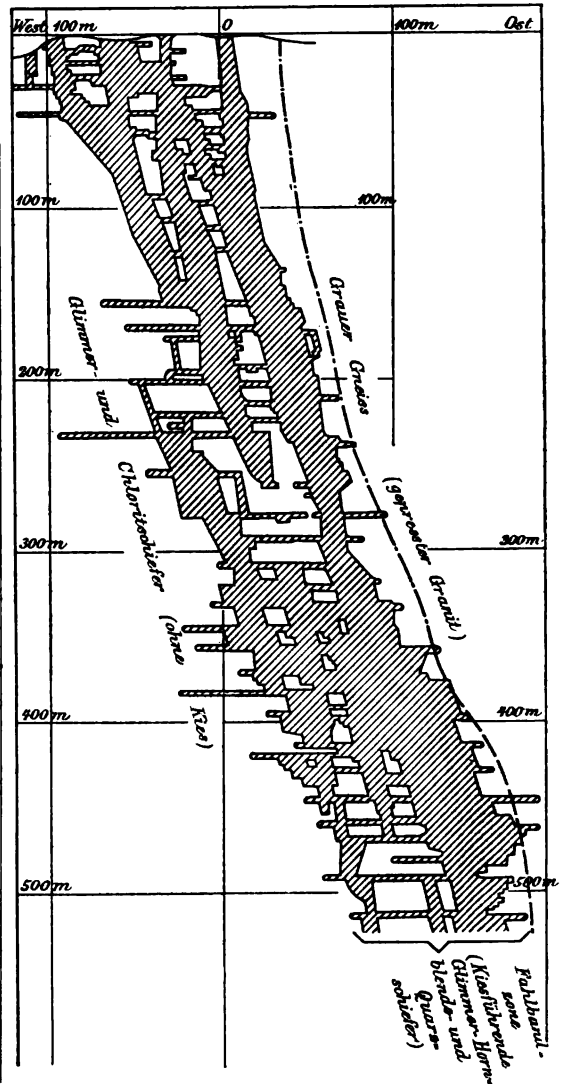 West 100m 0 100m Ost.
100m 100m
Grauer Gneiss
(gepresster Granit)
Glimmer- und
Chloritschiefer
(ohne
Kies)
200m
300m 300m
400m 400m
500m 500m
Fahlband-
zone
(Kiesführende
Glimmer-Horn-
blende- und
Quarz-
schiefer)